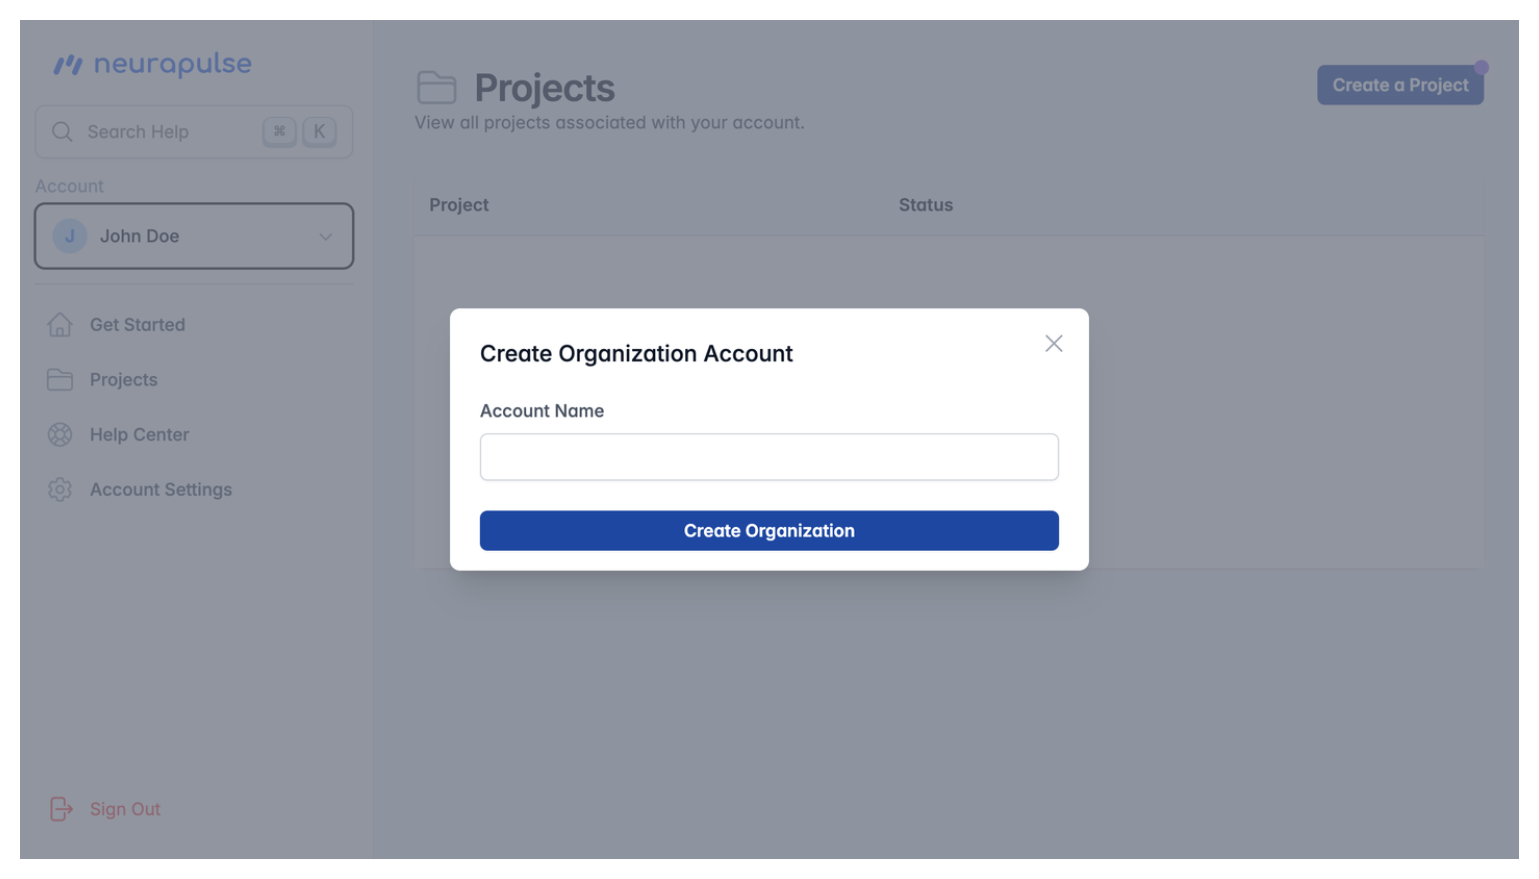 neurapulse
Search Help ⌘ K
Account
J John Doe
Get Started
Projects
Help Center
Account Settings
Sign Out
Projects
View all projects associated with your account.
Create a Project
Project Status
Create Organization Account
Account Name
Create Organization